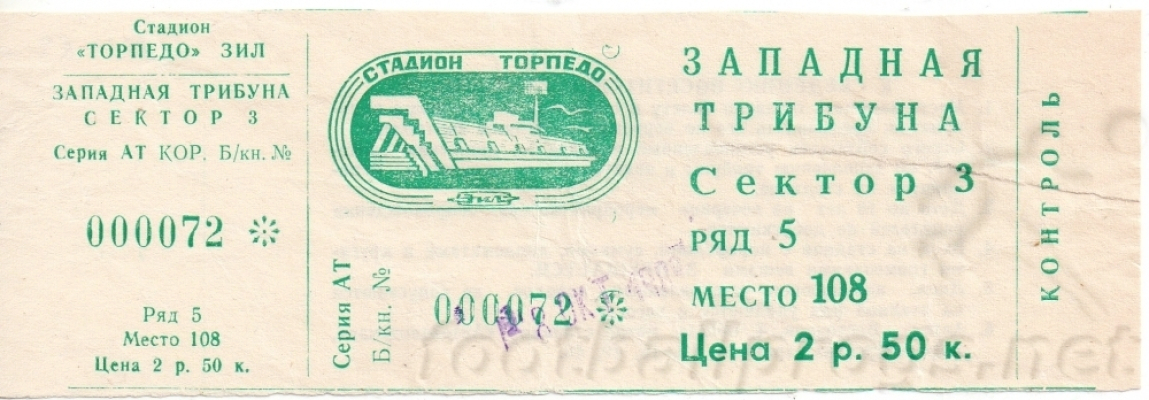 Стадион
«ТОРПЕДО» ЗИЛ
ЗАПАДНАЯ ТРИБУНА
СЕКТОР 3
Серия АТ КОР. Б/кн. №
000072 ✻
Ряд 5
Место 108
Цена 2 р. 50 к.
СТАДИОН ТОРПЕДО
ЗИЛ
Серия АТ
Б/кн. №
000072 ✻
ОКТ
ЗАПАДНАЯ
ТРИБУНА
Сектор 3
РЯД 5
МЕСТО 108
Цена 2 р. 50 к.
КОНТРОЛЬ